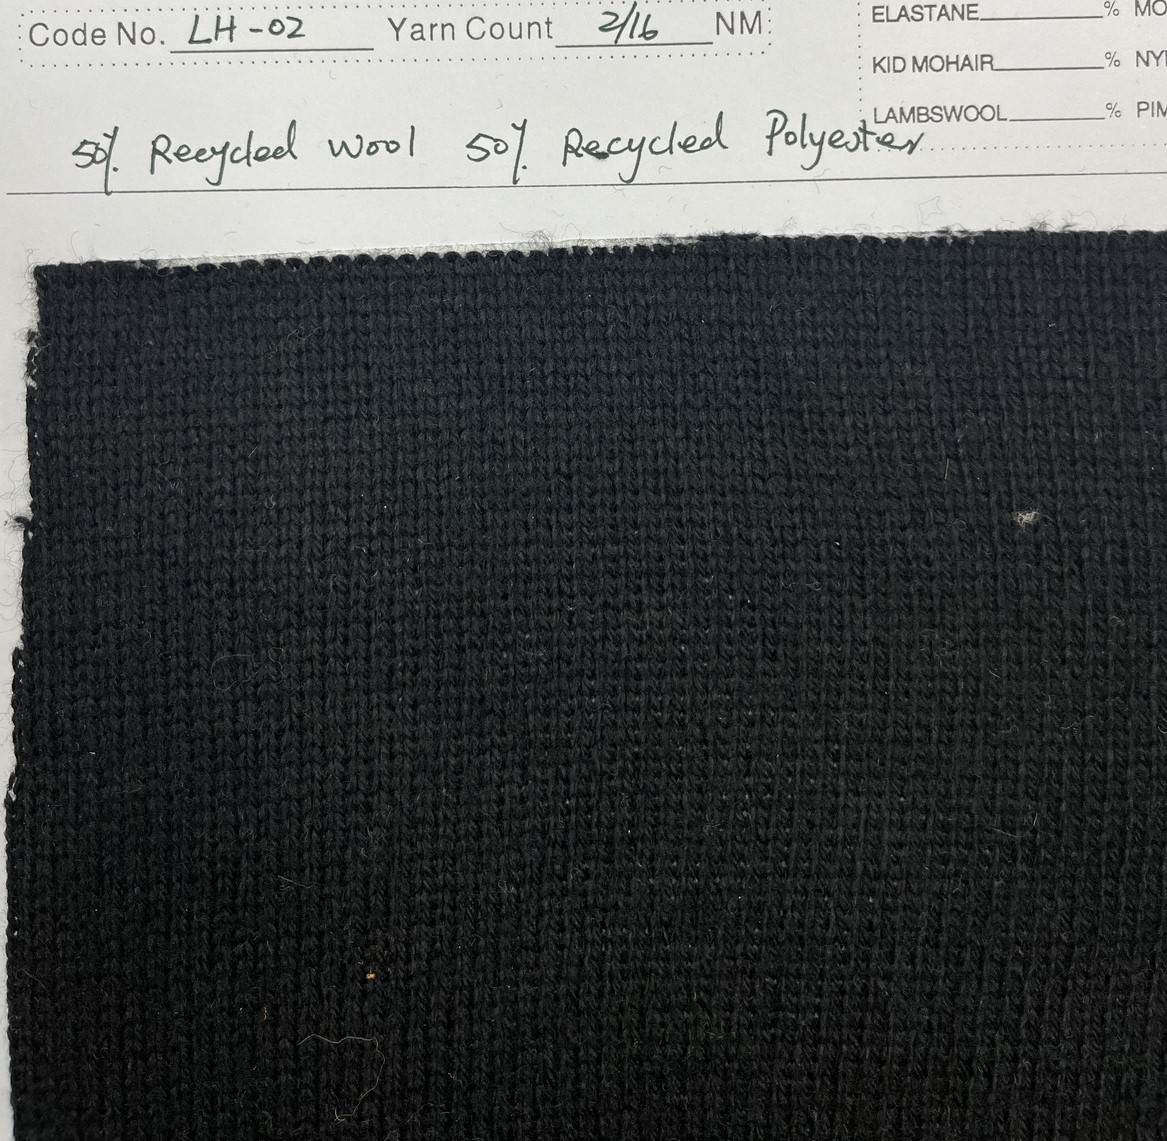 Code No. LH-02 Yarn Count 2/16 NM
ELASTANE % MO
KID MOHAIR % NY
LAMBSWOOL % PIM
50% Recycled Wool 50% Recycled Polyester